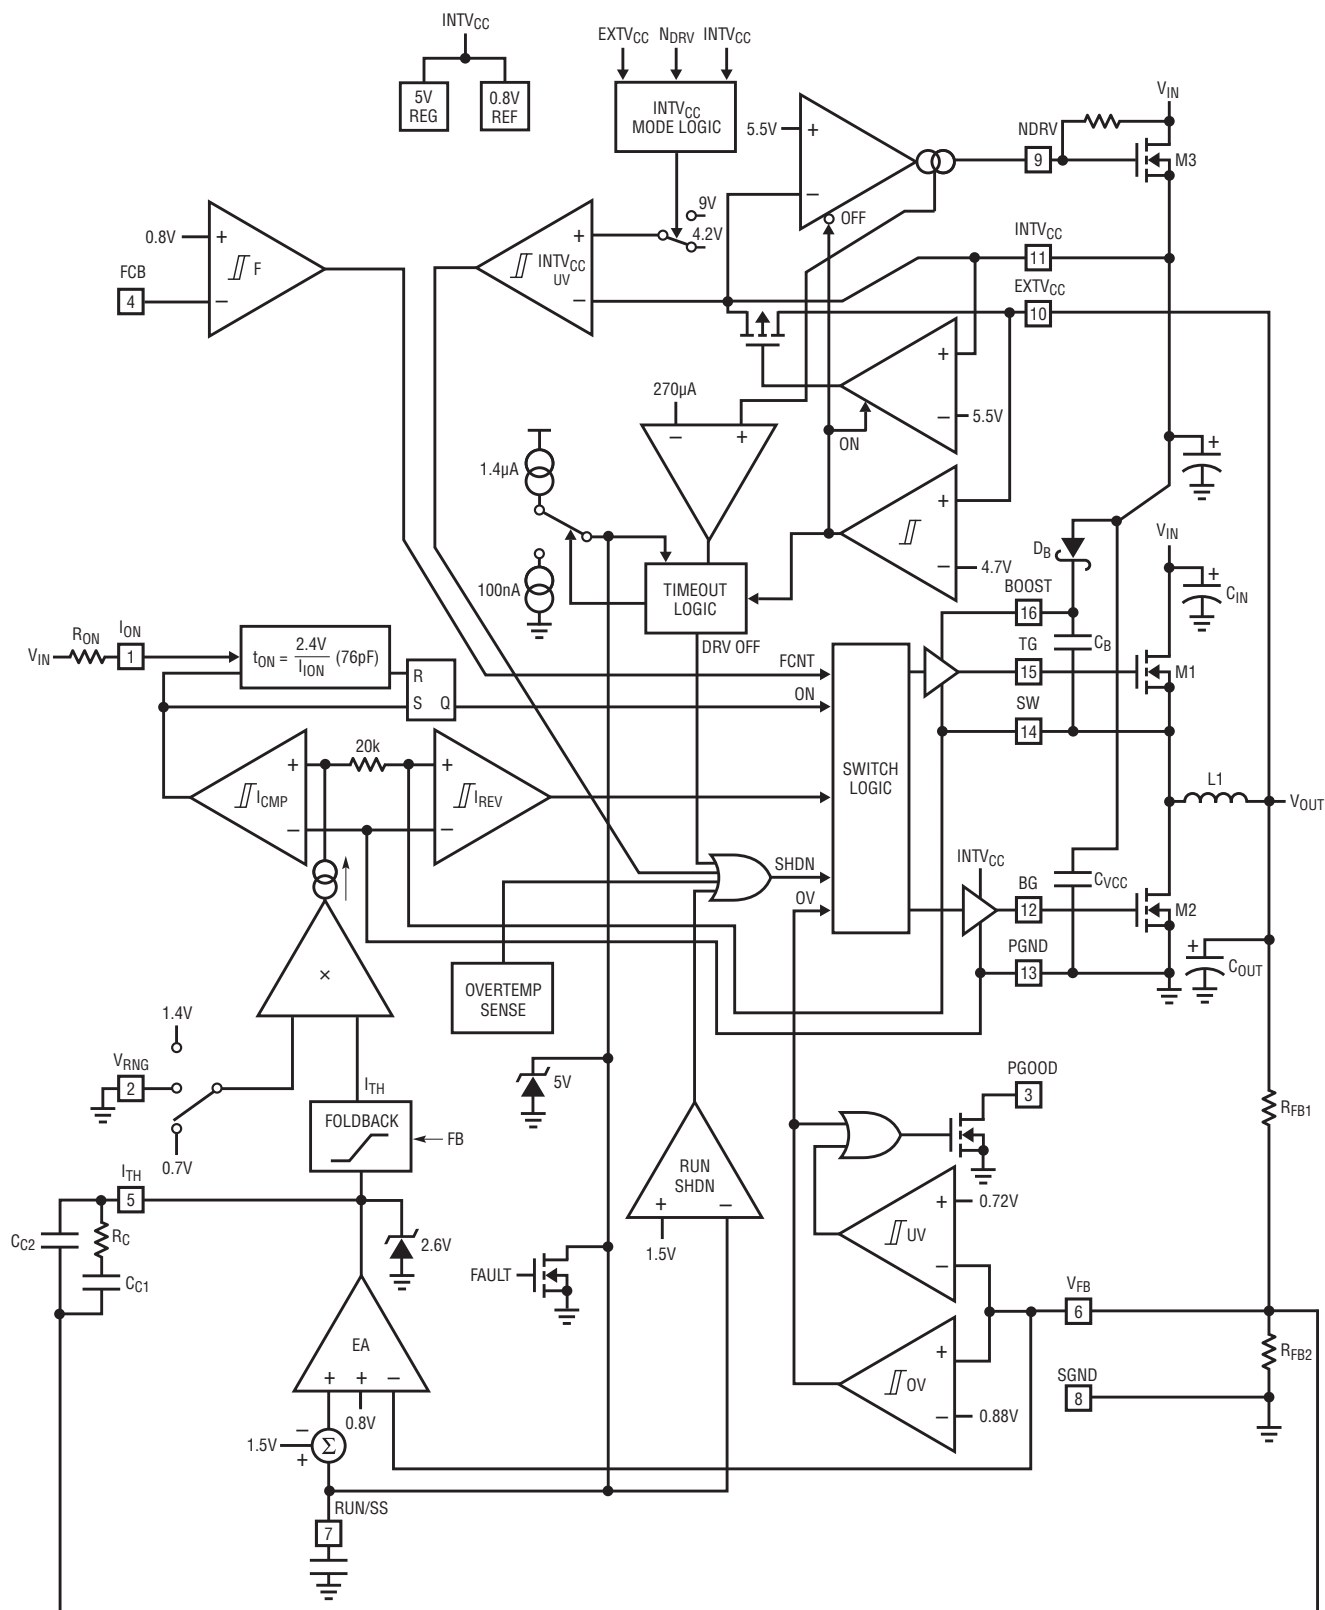 INTVCC
5V
REG
0.8V
REF
EXTVCC NDRV INTVCC
INTVCC
MODE LOGIC
5.5V
+
–
OFF
VIN
NDRV
9
M3
9V
4.2V
INTVCC
11
EXTVCC
10
0.8V
+
F
FCB
4
–
+
INTVCC
UV
–
+
–
5.5V
ON
270µA
–
+
1.4µA
100nA
TIMEOUT
LOGIC
DRV OFF
+
–
4.7V
+
DB
VIN
+
CIN
BOOST
16
CB
TG
15
M1
SW
14
VIN
RON
ION
1
tON = 2.4V
IION
(76pF)
R
S
Q
FCNT
ON
SWITCH
LOGIC
20k
+
ICMP
–
+
IREV
–
L1
VOUT
SHDN
OV
INTVCC
BG
12
CVCC
M2
PGND
13
+
COUT
×
OVERTEMP
SENSE
1.4V
VRNG
2
0.7V
ITH
FOLDBACK
FB
5V
PGOOD
3
RFB1
ITH
5
CC2
RC
CC1
2.6V
RUN
SHDN
+
–
1.5V
FAULT
+
0.72V
UV
–
VFB
6
+
OV
–
0.88V
RFB2
SGND
8
EA
+ + –
0.8V
1.5V
–
+
Σ
RUN/SS
7